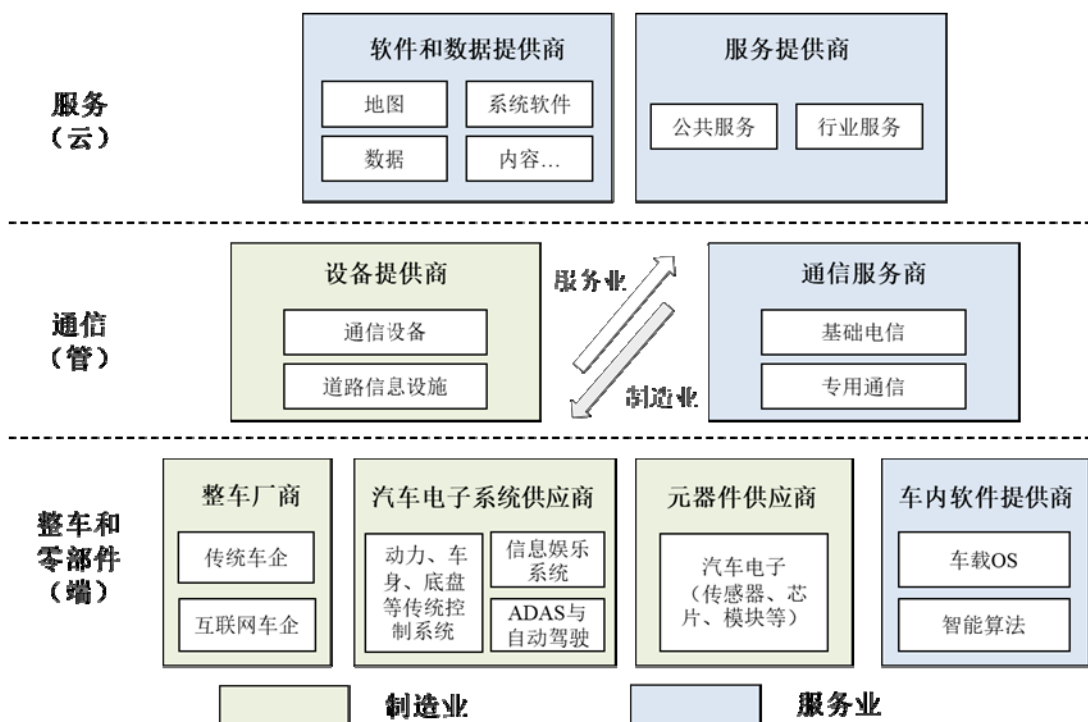 软件和数据提供商
服务提供商
服务
（云）
地图
系统软件
数据
内容...
公共服务
行业服务
设备提供商
通信服务商
服务业
制造业
通信
（管）
通信设备
道路信息设施
基础电信
专用通信
整车厂商
汽车电子系统供应商
元器件供应商
车内软件提供商
整车和
零部件
（端）
传统车企
互联网车企
动力、车
身、底盘
等传统控
制系统
信息娱乐
系统
ADAS与
自动驾驶
汽车电子
（传感器、芯
片、模块等）
车载OS
智能算法
制造业
服务业